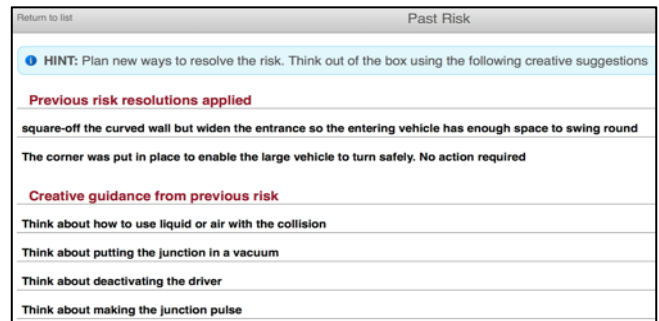 Return to list
Past Risk
HINT: Plan new ways to resolve the risk. Think out of the box using the following creative suggestions
Previous risk resolutions applied
square-off the curved wall but widen the entrance so the entering vehicle has enough space to swing round
The corner was put in place to enable the large vehicle to turn safely. No action required
Creative guidance from previous risk
Think about how to use liquid or air with the collision
Think about putting the junction in a vacuum
Think about deactivating the driver
Think about making the junction pulse